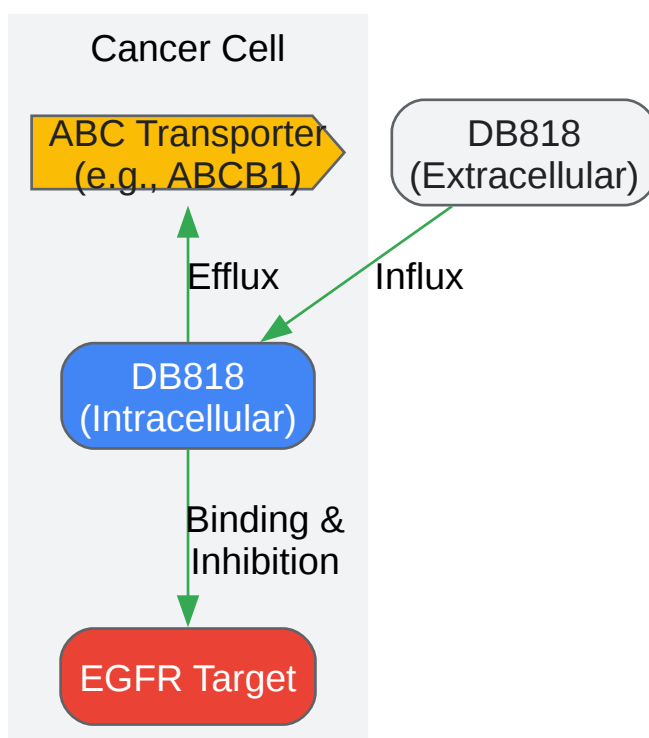 Cancer Cell
ABC Transporter
(e.g., ABCB1)
DB818
(Extracellular)
Efflux
Influx
DB818
(Intracellular)
Binding &
Inhibition
EGFR Target